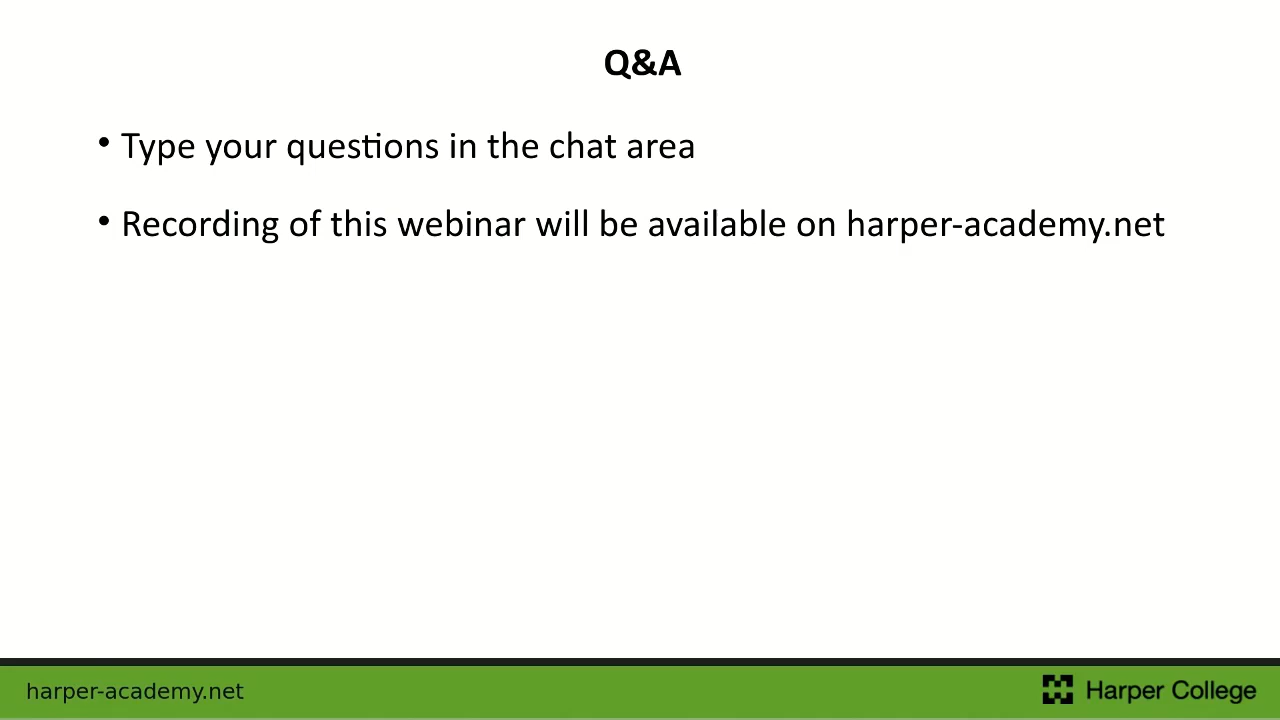 Q&A
• Type your questions in the chat area
• Recording of this webinar will be available on harper-academy.net
harper-academy.net
Harper College